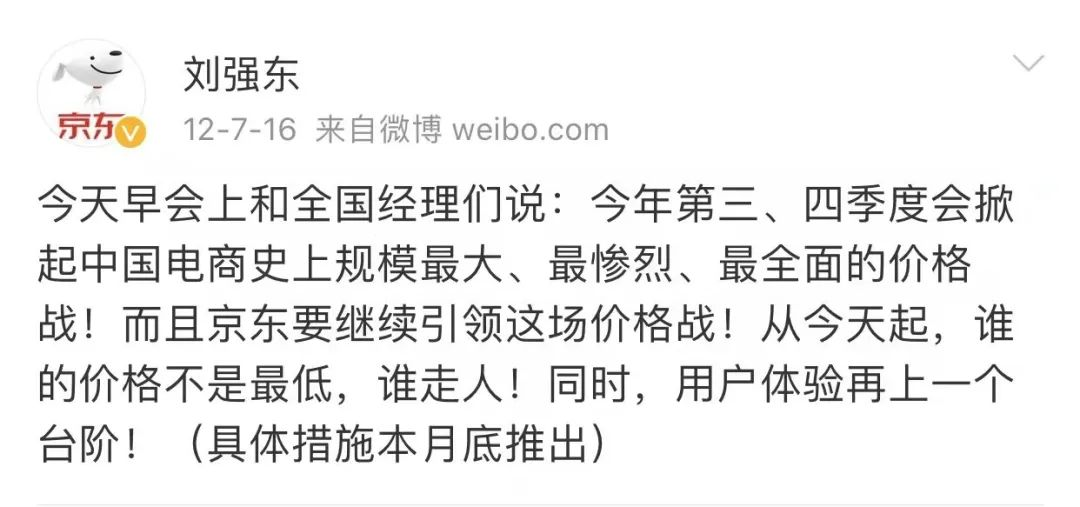 京东
刘强东
12-7-16 来自微博 weibo.com
今天早会上和全国经理们说：今年第三、四季度会掀
起中国电商史上规模最大、最惨烈、最全面的价格
战！而且京东要继续引领这场价格战！从今天起，谁
的价格不是最低，谁走人！同时，用户体验再上一个
台阶！（具体措施本月底推出）